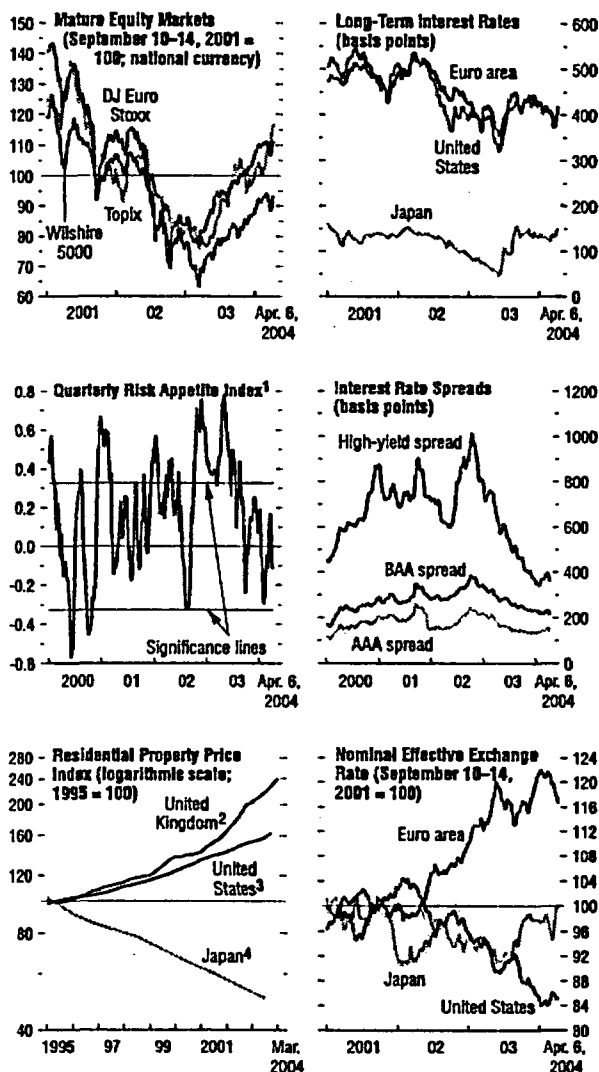 Mature Equity Markets
(September 10–14, 2001 =
100; national currency)
150
140
130
120
110
100
90
80
70
60
DJ Euro
Stoxx
Wilshire
5000
Topix
2001 02 03 Apr. 6,
2004
Long-Term Interest Rates
(basis points)
600
500
400
300
200
100
0
Euro area
United
States
Japan
2001 02 03 Apr. 6,
2004
Quarterly Risk Appetite Index1
0.8
0.6
0.4
0.2
0.0
-0.2
-0.4
-0.6
-0.8
Significance lines
2000 01 02 03 Apr. 6,
2004
Interest Rate Spreads
(basis points)
1200
1000
800
600
400
200
0
High-yield spread
BAA spread
AAA spread
2000 01 02 03 Apr. 6,
2004
Residential Property Price
Index (logarithmic scale;
1995 = 100)
280
240
200
160
120
80
40
United
Kingdom2
United
States3
Japan4
1995 97 99 2001 Mar.
2004
Nominal Effective Exchange
Rate (September 10–14,
2001 = 100)
124
120
116
112
108
104
100
96
92
88
84
80
Euro area
Japan
United States
2001 02 03 Apr. 6,
2004